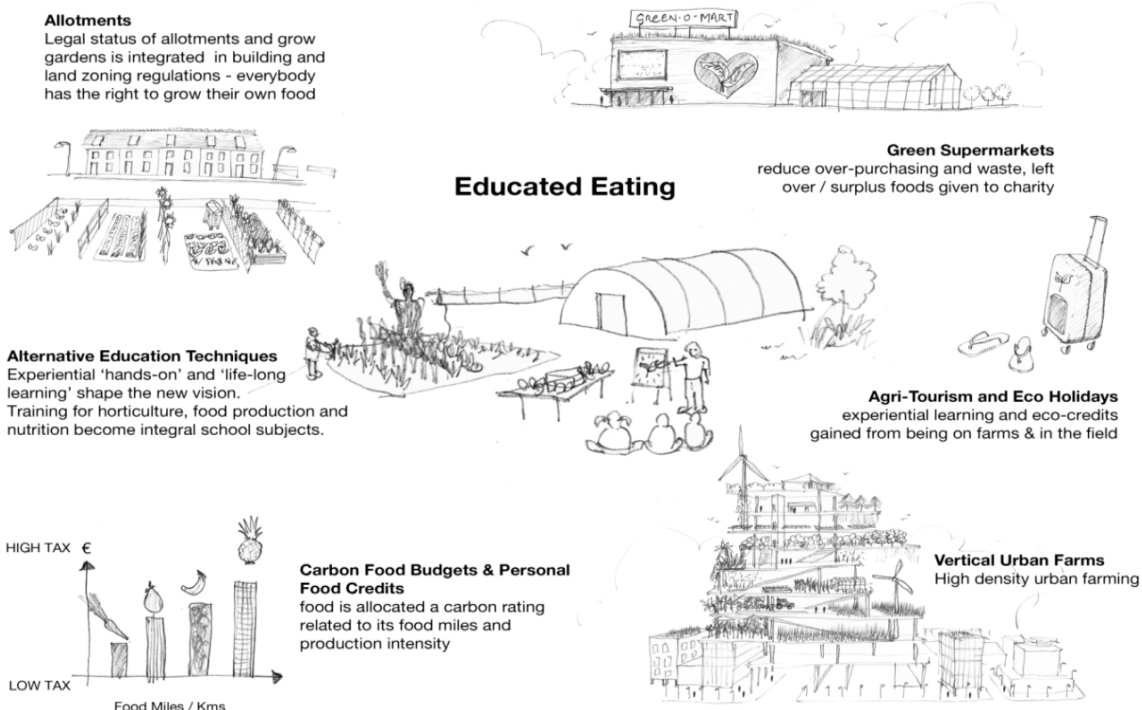 Allotments
Legal status of allotments and grow
gardens is integrated in building and
land zoning regulations - everybody
has the right to grow their own food
GREEN-O-MART
Green Supermarkets
reduce over-purchasing and waste, left
over / surplus foods given to charity
Educated Eating
Alternative Education Techniques
Experiential 'hands-on' and 'life-long
learning' shape the new vision.
Training for horticulture, food production and
nutrition become integral school subjects.
Agri-Tourism and Eco Holidays
experiential learning and eco-credits
gained from being on farms & in the field
HIGH TAX €
LOW TAX
Food Miles / Kms
Carbon Food Budgets & Personal
Food Credits
food is allocated a carbon rating
related to its food miles and
production intensity
Vertical Urban Farms
High density urban farming